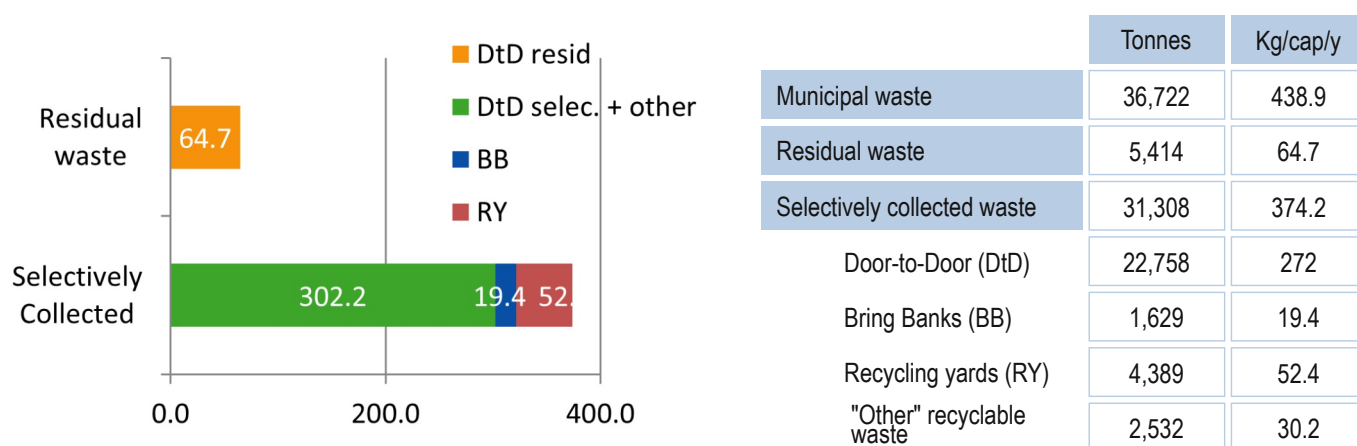 DtD resid
DtD selec. + other
BB
RY
Residual
waste
64.7
Selectively
Collected
302.2
19.4
52.
0.0 200.0 400.0
Tonnes Kg/cap/y
Municipal waste 36,722 438.9
Residual waste 5,414 64.7
Selectively collected waste 31,308 374.2
Door-to-Door (DtD) 22,758 272
Bring Banks (BB) 1,629 19.4
Recycling yards (RY) 4,389 52.4
"Other" recyclable
waste 2,532 30.2